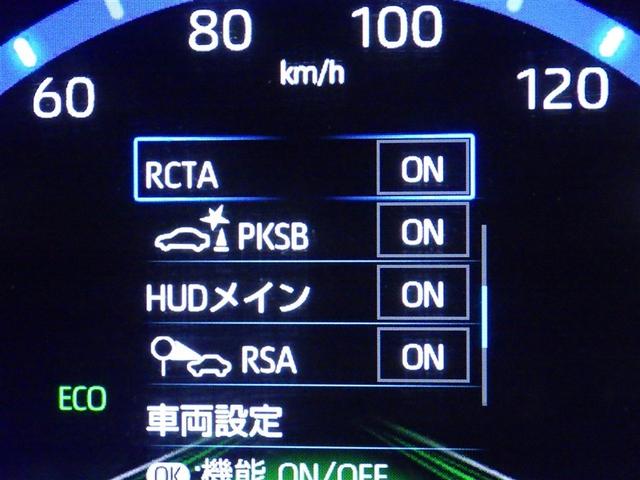 80 100
km/h
60 120
RCTA ON
PKSB ON
HUDメイン ON
RSA ON
ECO
車両設定
OK :機能 ON/OFF